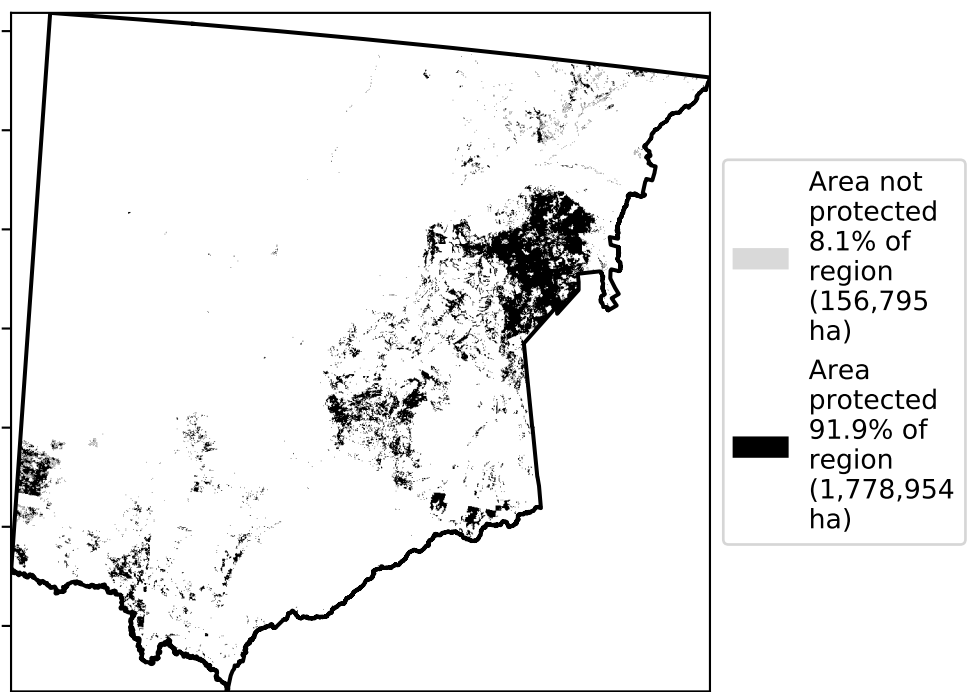 Area not
protected
8.1% of
region
(156,795
ha)
Area
protected
91.9% of
region
(1,778,954
ha)